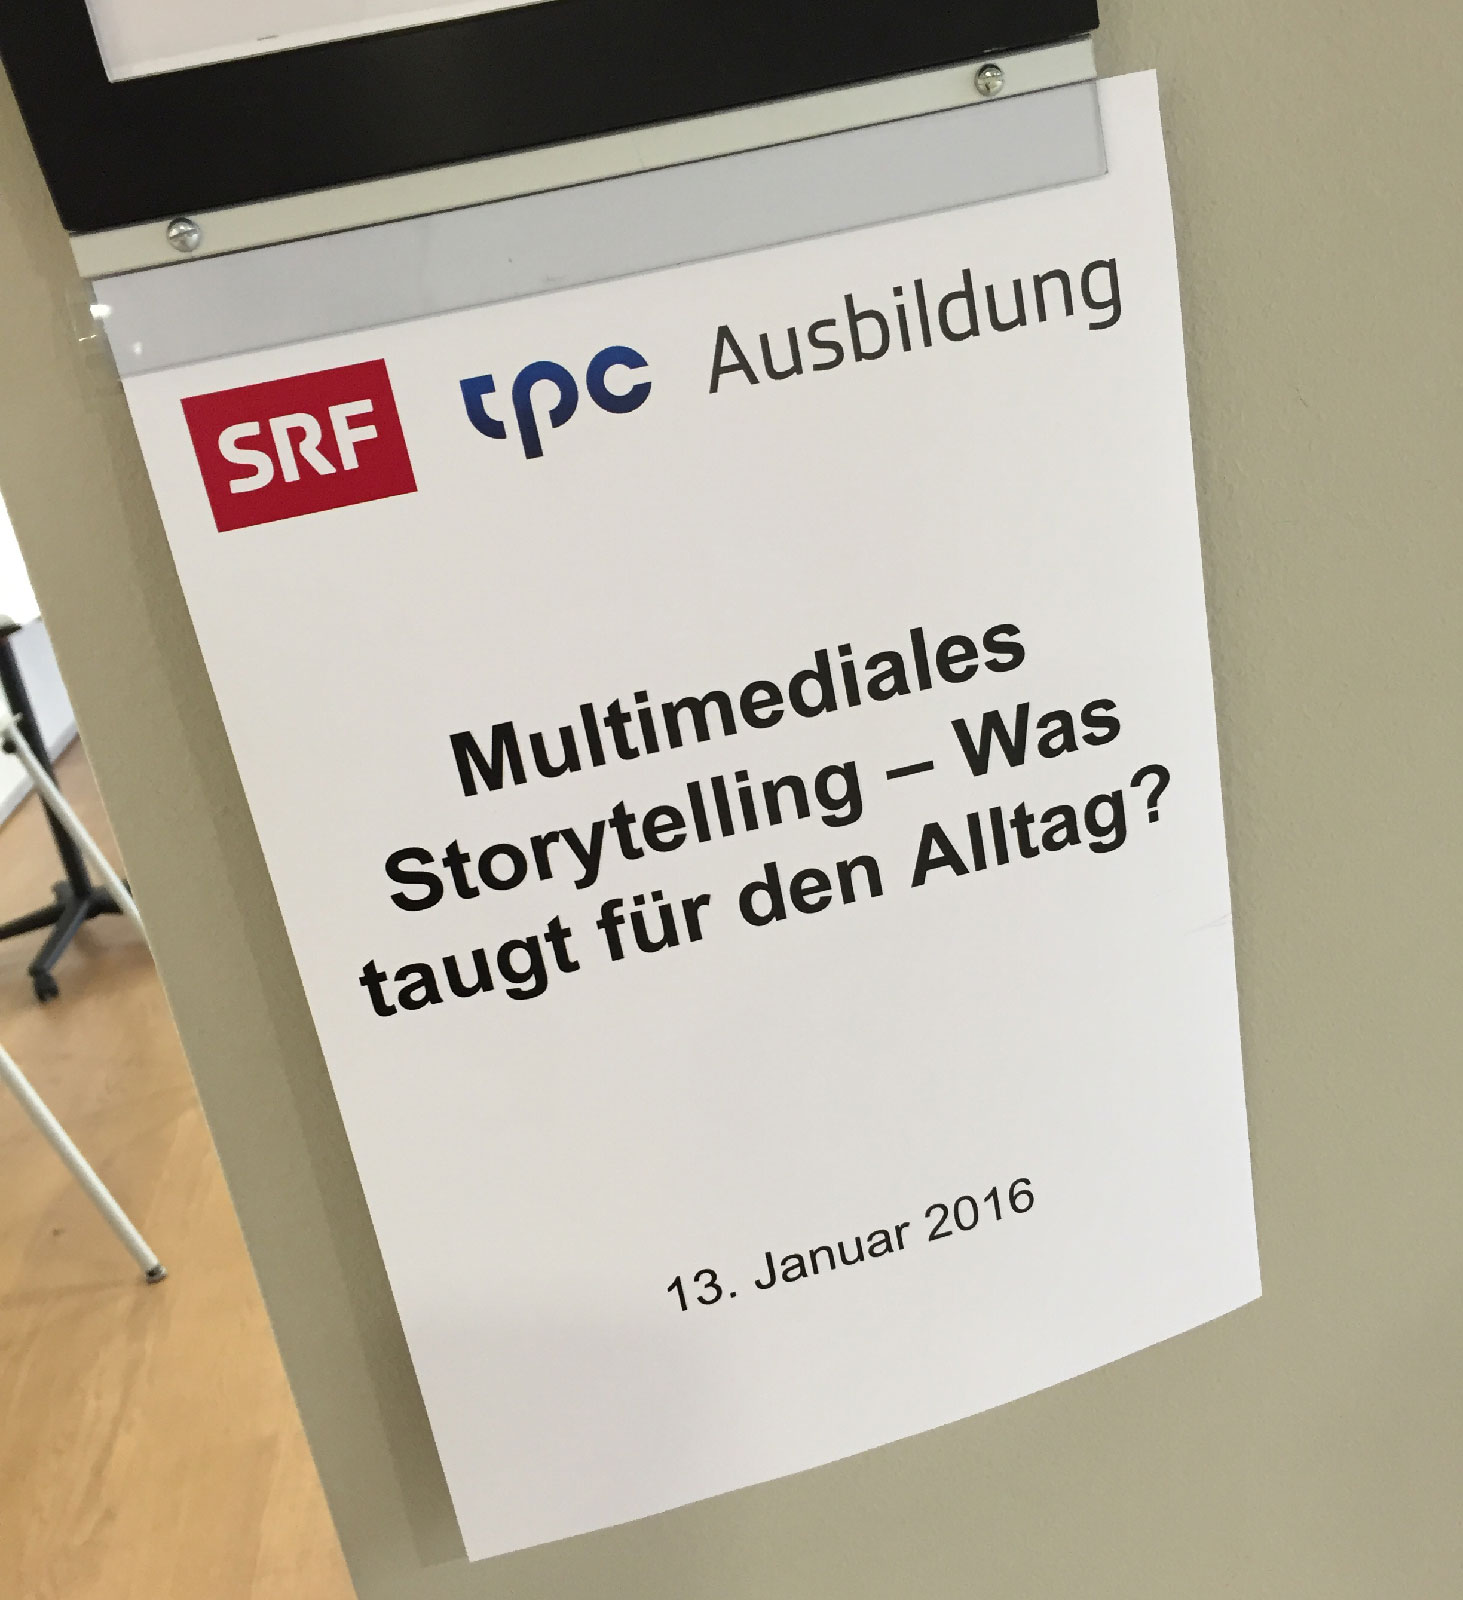 SRF tpc Ausbildung
Multimediales
Storytelling – Was
taugt für den Alltag?
13. Januar 2016